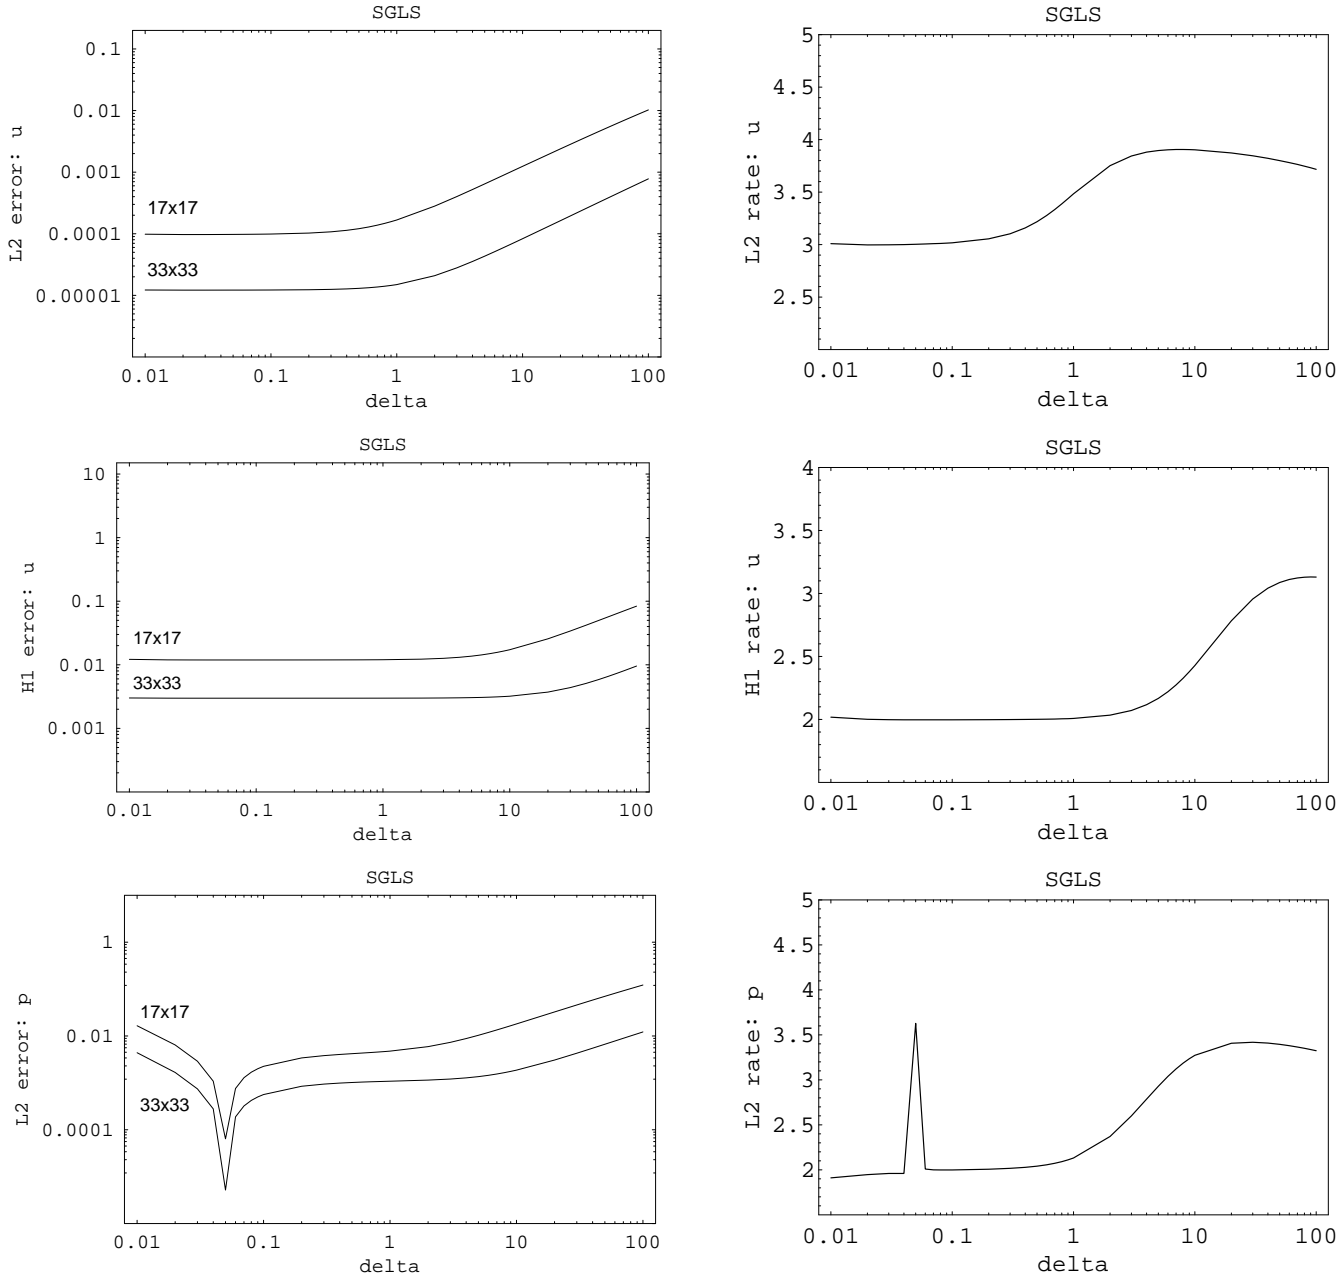 SGLS
L2 error: u
0.1
0.01
0.001
0.0001
0.00001
17x17
33x33
0.01 0.1 1 10 100
delta
SGLS
L2 rate: u
5
4.5
4
3.5
3
2.5
0.01 0.1 1 10 100
delta
SGLS
H1 error: u
10
1
0.1
0.01
0.001
17x17
33x33
0.01 0.1 1 10 100
delta
SGLS
H1 rate: u
4
3.5
3
2.5
2
0.01 0.1 1 10 100
delta
SGLS
L2 error: p
1
0.01
0.0001
17x17
33x33
0.01 0.1 1 10 100
delta
SGLS
L2 rate: p
5
4.5
4
3.5
3
2.5
2
0.01 0.1 1 10 100
delta